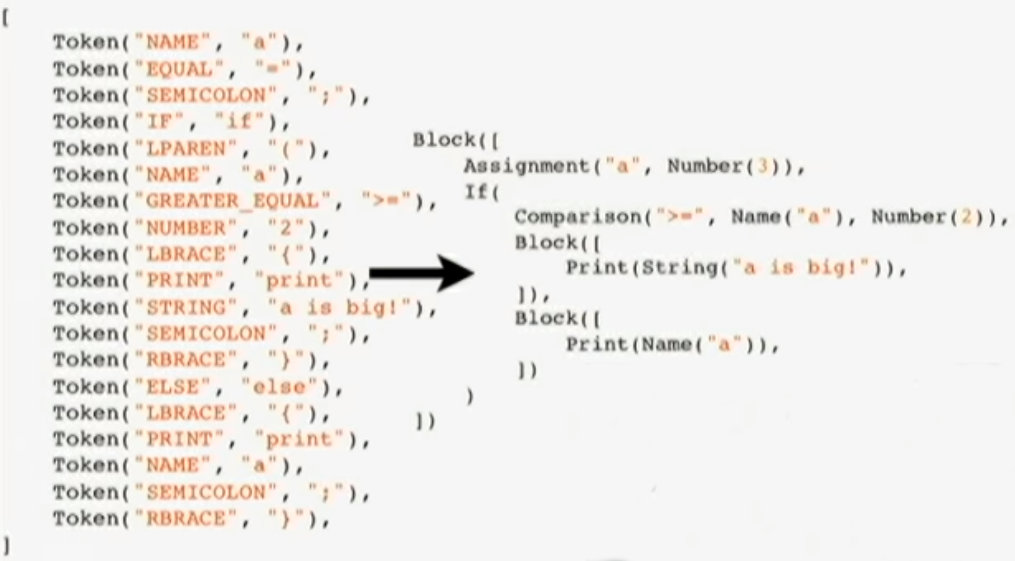 [
Token("NAME", "a"),
Token("EQUAL", "="),
Token("SEMICOLON", ";"),
Token("IF", "if"),
Token("LPAREN", "("),
Token("NAME", "a"),
Token("GREATER_EQUAL", ">="),
Token("NUMBER", "2"),
Token("LBRACE", "{"),
Token("PRINT", "print"),
Token("STRING", "a is big!"),
Token("SEMICOLON", ";"),
Token("RBRACE", "}"),
Token("ELSE", "else"),
Token("LBRACE", "{"),
Token("PRINT", "print"),
Token("NAME", "a"),
Token("SEMICOLON", ";"),
Token("RBRACE", "}"),
]
Block([
Assignment("a", Number(3)),
If(
Comparison(">=", Name("a"), Number(2)),
Block([
Print(String("a is big!")),
]),
Block([
Print(Name("a")),
])
)
])